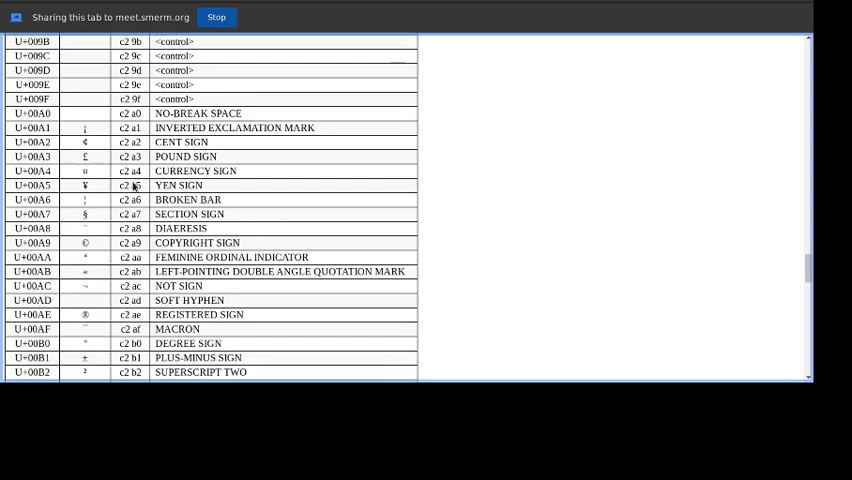 Sharing this tab to meet.smerm.org Stop
U+009B c2 9b <control>
U+009C c2 9c <control>
U+009D c2 9d <control>
U+009E c2 9e <control>
U+009F c2 9f <control>
U+00A0 c2 a0 NO-BREAK SPACE
U+00A1 ¡ c2 a1 INVERTED EXCLAMATION MARK
U+00A2 ¢ c2 a2 CENT SIGN
U+00A3 £ c2 a3 POUND SIGN
U+00A4 ¤ c2 a4 CURRENCY SIGN
U+00A5 ¥ c2 a5 YEN SIGN
U+00A6 ¦ c2 a6 BROKEN BAR
U+00A7 § c2 a7 SECTION SIGN
U+00A8 ¨ c2 a8 DIAERESIS
U+00A9 © c2 a9 COPYRIGHT SIGN
U+00AA ª c2 aa FEMININE ORDINAL INDICATOR
U+00AB « c2 ab LEFT-POINTING DOUBLE ANGLE QUOTATION MARK
U+00AC ¬ c2 ac NOT SIGN
U+00AD c2 ad SOFT HYPHEN
U+00AE ® c2 ae REGISTERED SIGN
U+00AF ¯ c2 af MACRON
U+00B0 ° c2 b0 DEGREE SIGN
U+00B1 ± c2 b1 PLUS-MINUS SIGN
U+00B2 ² c2 b2 SUPERSCRIPT TWO